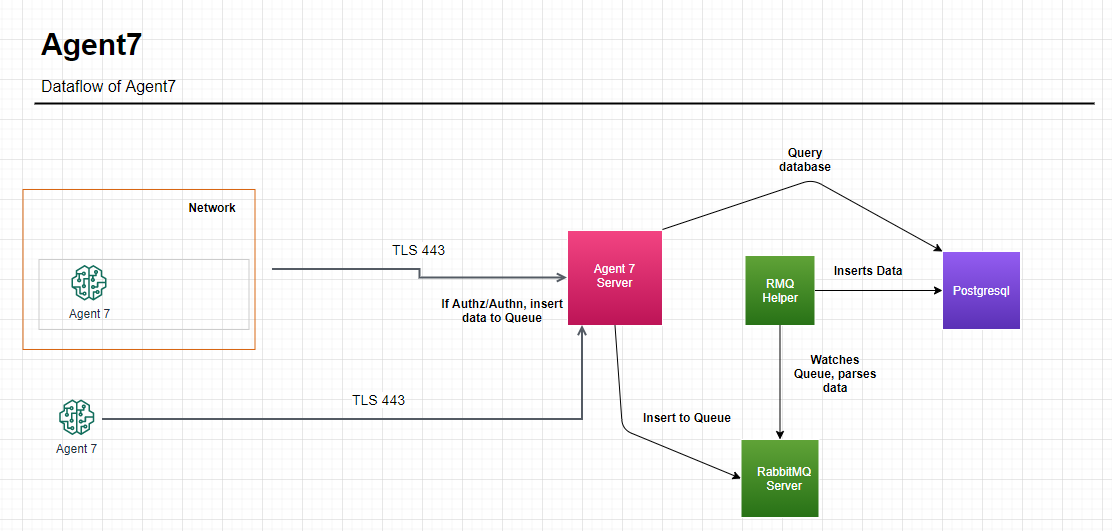 Agent7
Dataflow of Agent7
Query
database
Network
TLS 443
Agent 7
Server
If Authz/Authn, insert
data to Queue
RMQ
Helper
Inserts Data
Postgresql
Agent 7
Watches
Queue, parses
data
TLS 443
Insert to Queue
Agent 7
RabbitMQ
Server